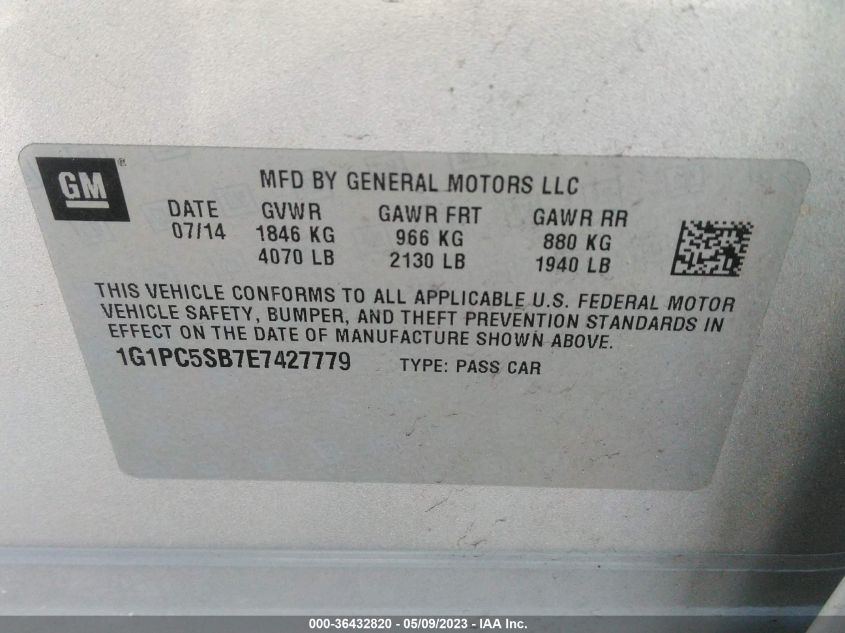 GM ®
MFD BY GENERAL MOTORS LLC
DATE GVWR GAWR FRT GAWR RR
07/14 1846 KG 966 KG 880 KG
4070 LB 2130 LB 1940 LB
THIS VEHICLE CONFORMS TO ALL APPLICABLE U.S. FEDERAL MOTOR
VEHICLE SAFETY, BUMPER, AND THEFT PREVENTION STANDARDS IN
EFFECT ON THE DATE OF MANUFACTURE SHOWN ABOVE.
1G1PC5SB7E7427779 TYPE: PASS CAR
000-36432820 - 05/09/2023 - IAA Inc.